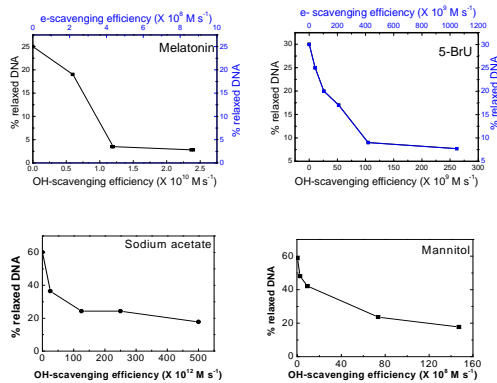 e-scavenging efficiency (X 10⁸ M s⁻¹)
0 2 4 6 8 10
Melatonin
% relaxed DNA
25
20
15
10
5
0
25
20
15
10
5
0
% relaxed DNA
0.0 0.5 1.0 1.5 2.0 2.5
OH-scavenging efficiency (X 10¹⁰ M s⁻¹)
e- scavenging efficiency (X 10⁹ M s⁻¹)
0 200 400 600 800 1000 1200
5-BrU
% relaxed DNA
30
25
20
15
10
5
30
25
20
15
10
5
% relaxed DNA
0 50 100 150 200 250 300
OH-scavenging efficiency (X 10⁹ M s⁻¹)
Sodium acetate
% relaxed DNA
60
40
20
0
0 100 200 300 400 500
OH-scavenging efficiency (X 10¹² M s⁻¹)
Mannitol
% relaxed DNA
60
40
20
0
0 40 80 120 160
OH-scavenging efficiency (X 10⁸ M s⁻¹)